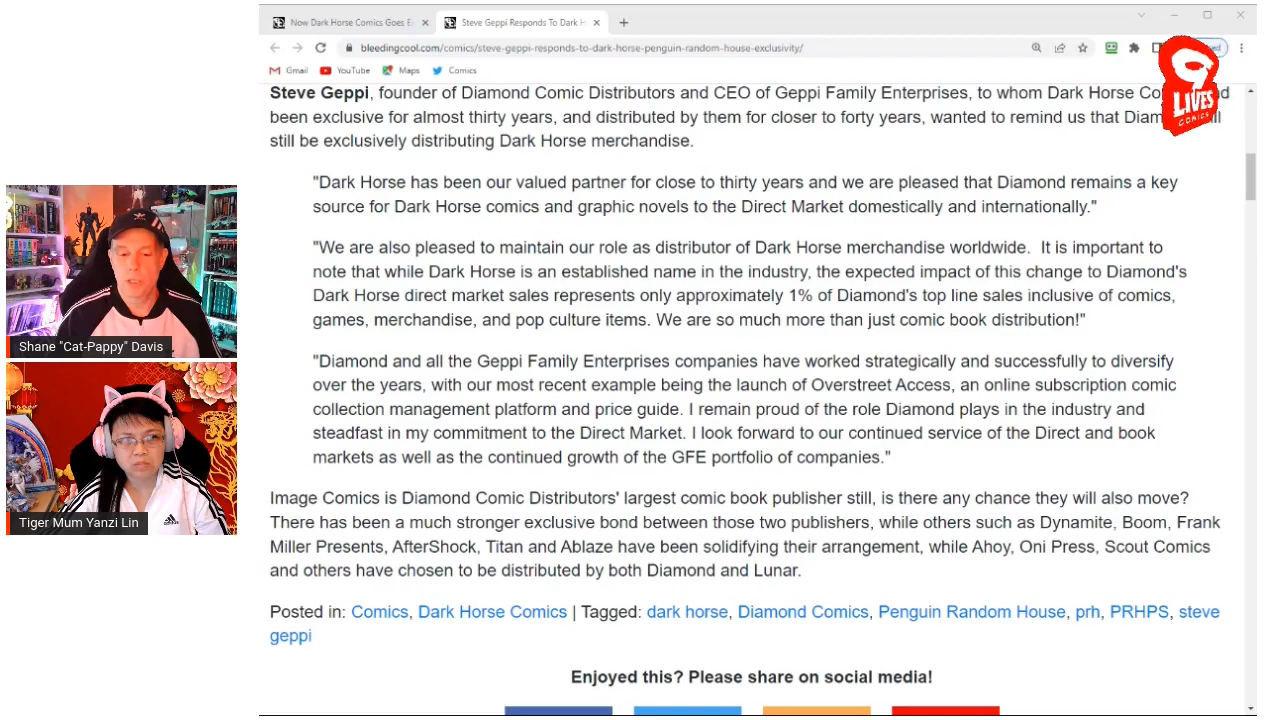 Now Dark Horse Comics Goes E
Steve Geppi Responds To Dark H
bleedingcool.com/comics/steve-geppi-responds-to-dark-horse-penguin-random-house-exclusivity/
Gmail YouTube Maps Comics
9
LIVES
COMICS
Steve Geppi, founder of Diamond Comic Distributors and CEO of Geppi Family Enterprises, to whom Dark Horse Co
been exclusive for almost thirty years, and distributed by them for closer to forty years, wanted to remind us that Diam
still be exclusively distributing Dark Horse merchandise.
"Dark Horse has been our valued partner for close to thirty years and we are pleased that Diamond remains a key
source for Dark Horse comics and graphic novels to the Direct Market domestically and internationally."
"We are also pleased to maintain our role as distributor of Dark Horse merchandise worldwide. It is important to
note that while Dark Horse is an established name in the industry, the expected impact of this change to Diamond's
Dark Horse direct market sales represents only approximately 1% of Diamond's top line sales inclusive of comics,
games, merchandise, and pop culture items. We are so much more than just comic book distribution!"
"Diamond and all the Geppi Family Enterprises companies have worked strategically and successfully to diversify
over the years, with our most recent example being the launch of Overstreet Access, an online subscription comic
collection management platform and price guide. I remain proud of the role Diamond plays in the industry and
steadfast in my commitment to the Direct Market. I look forward to our continued service of the Direct and book
markets as well as the continued growth of the GFE portfolio of companies."
Image Comics is Diamond Comic Distributors' largest comic book publisher still, is there any chance they will also move?
There has been a much stronger exclusive bond between those two publishers, while others such as Dynamite, Boom, Frank
Miller Presents, AfterShock, Titan and Ablaze have been solidifying their arrangement, while Ahoy, Oni Press, Scout Comics
and others have chosen to be distributed by both Diamond and Lunar.
Posted in: Comics, Dark Horse Comics | Tagged: dark horse, Diamond Comics, Penguin Random House, prh, PRHPS, steve
geppi
Enjoyed this? Please share on social media!
Shane "Cat-Pappy" Davis
Tiger Mum Yanzi Lin
adidas